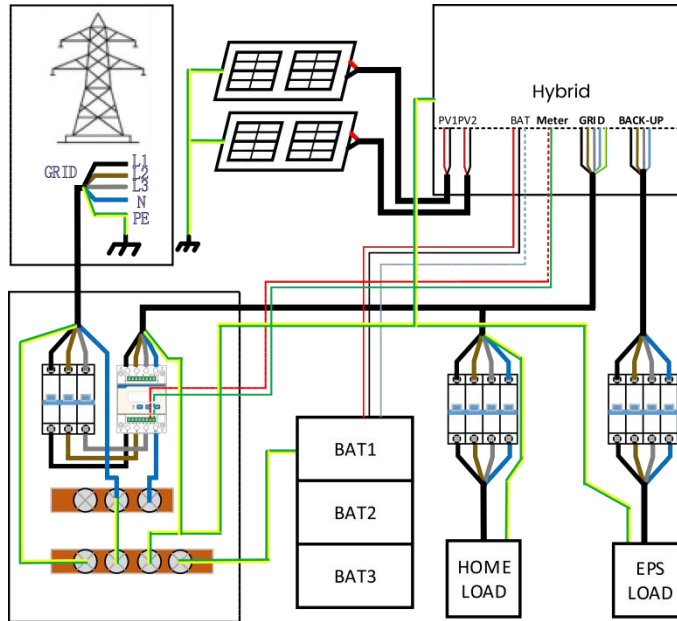 Hybrid
PV1PV2 BAT Meter GRID BACK-UP
L1
GRID L2
L3
N
PE
BAT1
BAT2
BAT3
HOME
LOAD
EPS
LOAD